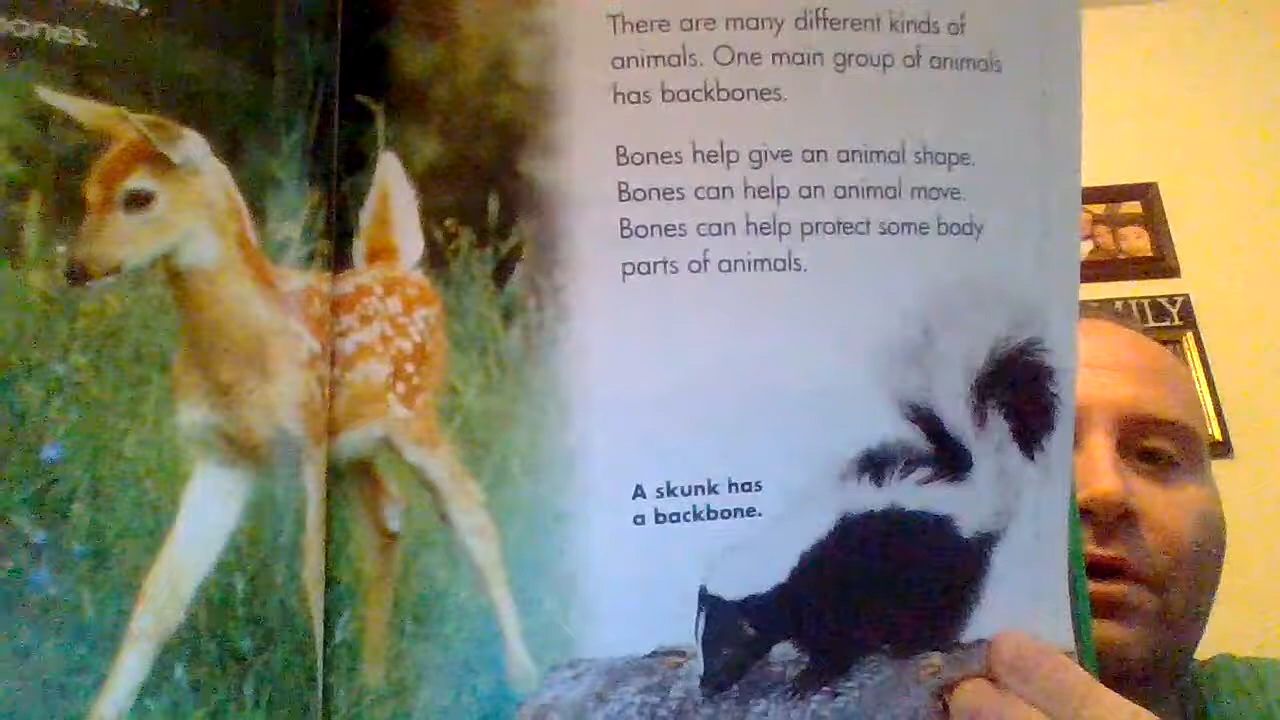 ones.
There are many different kinds of
animals. One main group of animals
has backbones.
Bones help give an animal shape.
Bones can help an animal move.
Bones can help protect some body
parts of animals.
A skunk has
a backbone.